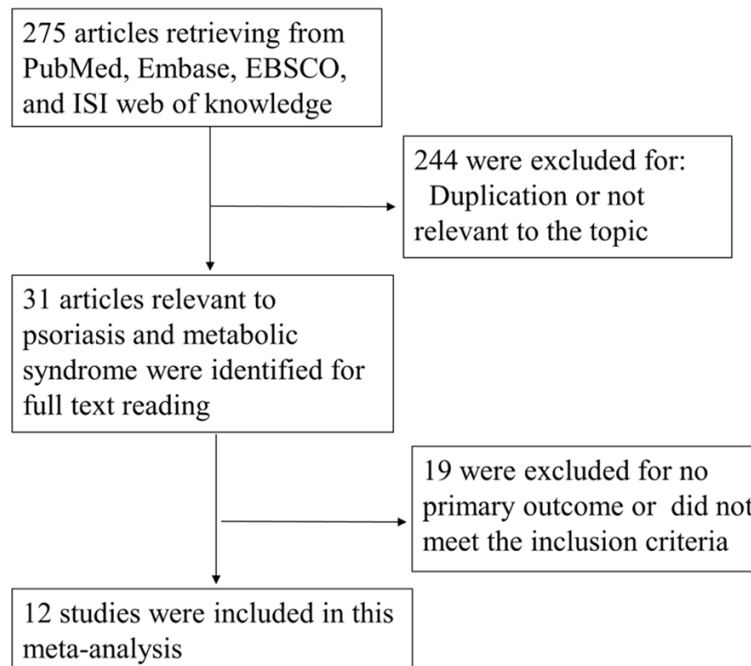 275 articles retrieving from
PubMed, Embase, EBSCO,
and ISI web of knowledge
244 were excluded for:
Duplication or not
relevant to the topic
31 articles relevant to
psoriasis and metabolic
syndrome were identified for
full text reading
19 were excluded for no
primary outcome or did not
meet the inclusion criteria
12 studies were included in this
meta-analysis